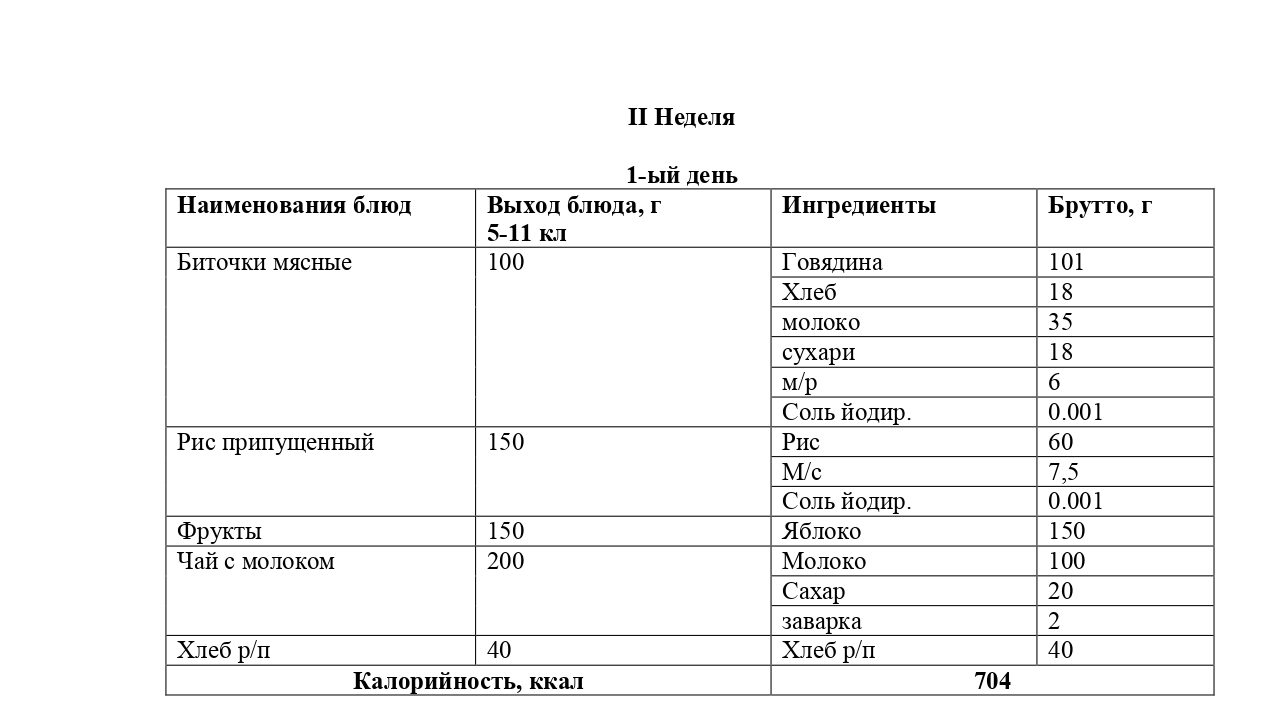 II Неделя
1-ый день
Наименования блюд Выход блюда, г Ингредиенты Брутто, г
5-11 кл
Биточки мясные 100 Говядина 101
Хлеб 18
молоко 35
сухари 18
м/р 6
Соль йодир. 0.001
Рис припущенный 150 Рис 60
М/с 7,5
Соль йодир. 0.001
Фрукты 150 Яблоко 150
Чай с молоком 200 Молоко 100
Сахар 20
заварка 2
Хлеб р/п 40 Хлеб р/п 40
Калорийность, ккал 704